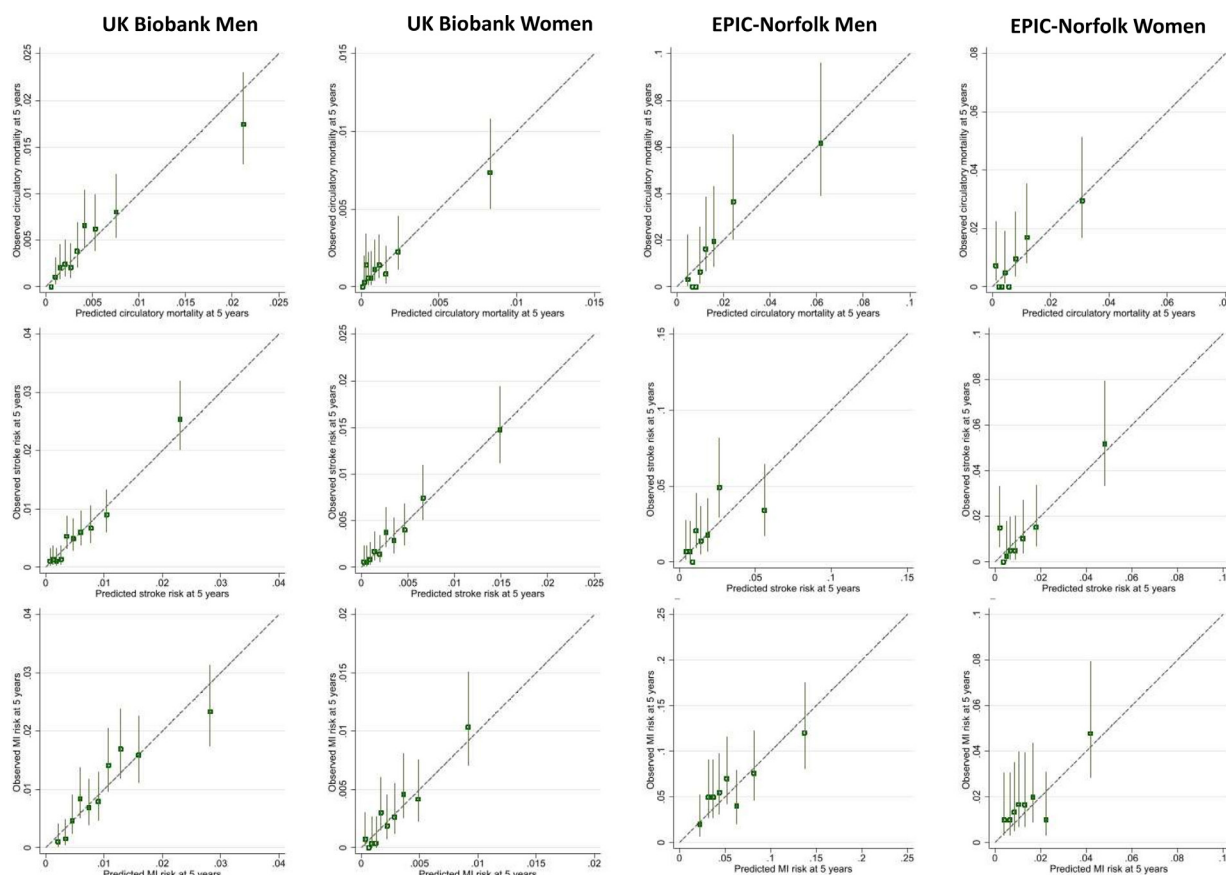 UK Biobank Men
UK Biobank Women
EPIC-Norfolk Men
EPIC-Norfolk Women
Observed circulatory mortality at 5 years
0 .005 .01 .015 .02 .025
0 .005 .01 .015 .02 .025
Predicted circulatory mortality at 5 years
Observed circulatory mortality at 5 years
0 .005 .01 .015
0 .005 .01 .015
Predicted circulatory mortality at 5 years
Observed circulatory mortality at 5 years
0 .02 .04 .06 .08 .1
0 .02 .04 .06 .08 .1
Predicted circulatory mortality at 5 years
Observed circulatory mortality at 5 years
0 .02 .04 .06 .08
0 .02 .04 .06 .0
Predicted circulatory mortality at 5 years
Observed stroke risk at 5 years
0 .01 .02 .03 .04
0 .01 .02 .03 .04
Predicted stroke risk at 5 years
Observed stroke risk at 5 years
0 .005 .01 .015 .02 .025
0 .005 .01 .015 .02 .025
Predicted stroke risk at 5 years
Observed stroke risk at 5 years
0 .05 .1 .15
0 .05 .1 .15
Predicted stroke risk at 5 years
Observed stroke risk at 5 years
0 .02 .04 .06 .08 .1
0 .02 .04 .06 .08 .1
Predicted stroke risk at 5 years
Observed MI risk at 5 years
0 .01 .02 .03 .04
0 .01 .02 .03 .04
Predicted MI risk at 5 years
Observed MI risk at 5 years
0 .005 .01 .015 .02
0 .005 .01 .015 .02
Predicted MI risk at 5 years
Observed MI risk at 5 years
0 .05 .1 .15 .2 .25
0 .05 .1 .15 .2 .25
Predicted MI risk at 5 years
Observed MI risk at 5 years
0 .02 .04 .06 .08 .1
0 .02 .04 .06 .08 .1
Predicted MI risk at 5 years